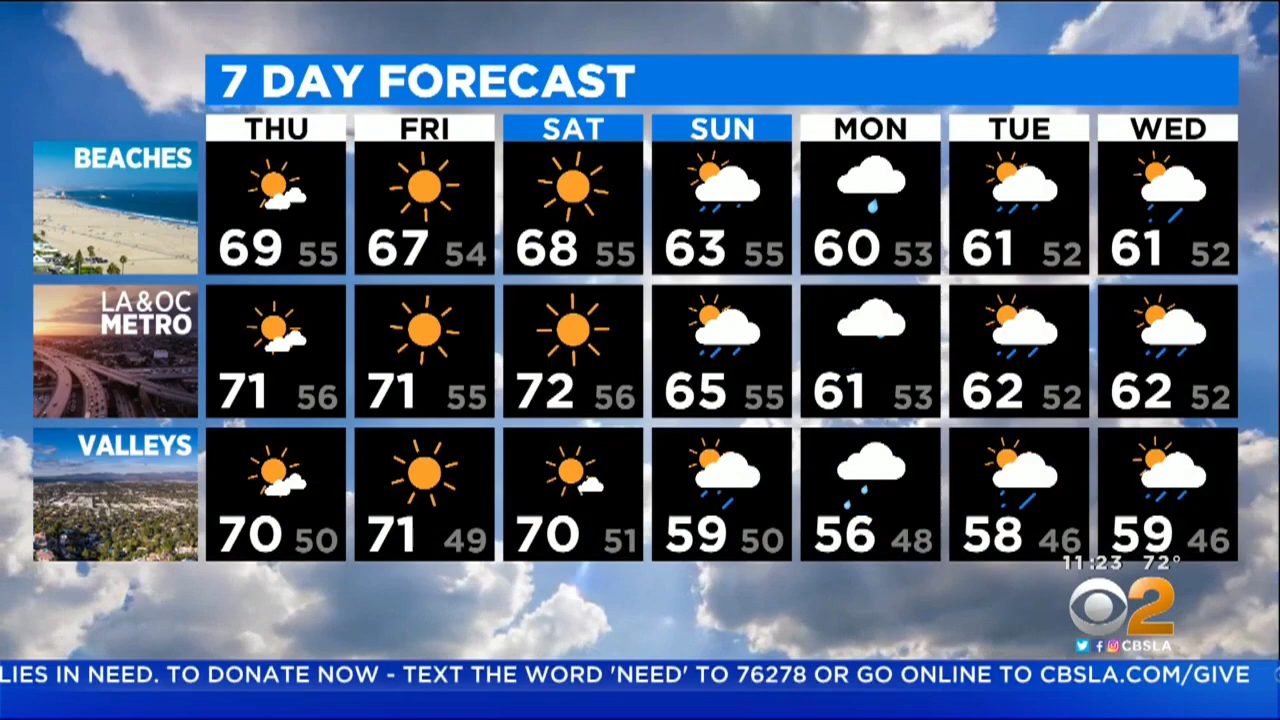 7 DAY FORECAST
THU FRI SAT SUN MON TUE WED
BEACHES
69 55 67 54 68 55 63 55 60 53 61 52 61 52
LA&OC
METRO
71 56 71 55 72 56 65 55 61 53 62 52 62 52
VALLEYS
70 50 71 49 70 51 59 50 56 48 58 46 59 46
11:23 72°
2
CBSLA
LIES IN NEED. TO DONATE NOW - TEXT THE WORD 'NEED' TO 76278 OR GO ONLINE TO CBSLA.COM/GIVE